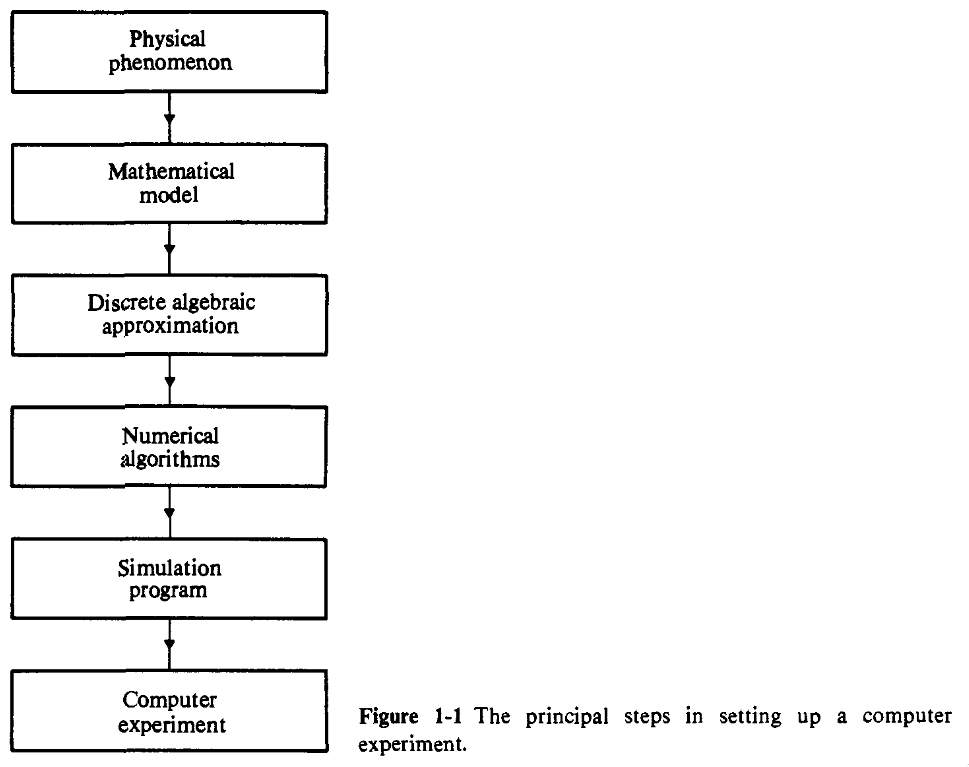 Physical
phenomenon
Mathematical
model
Discrete algebraic
approximation
Numerical
algorithms
Simulation
program
Computer
experiment
Figure 1-1 The principal steps in setting up a computer
experiment.